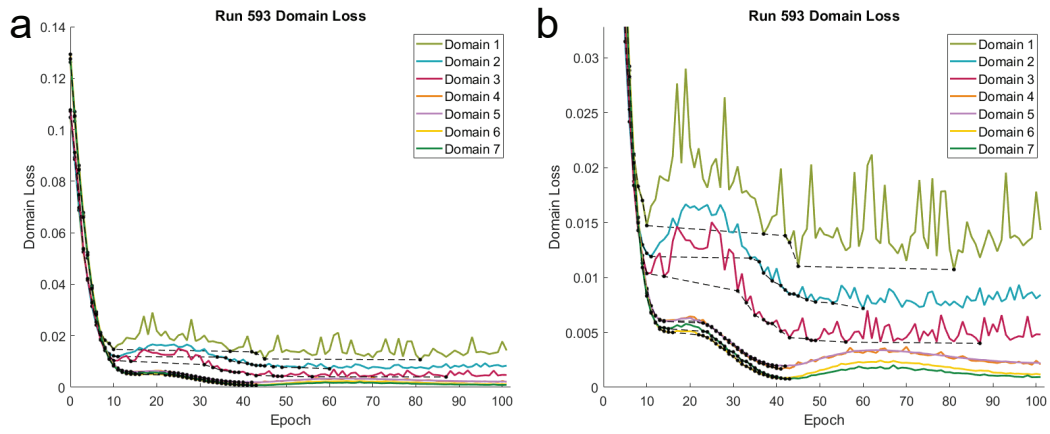 a
Run 593 Domain Loss
Domain Loss
0.14
0.12
0.1
0.08
0.06
0.04
0.02
0
0 10 20 30 40 50 60 70 80 90 100
Epoch
Domain 1
Domain 2
Domain 3
Domain 4
Domain 5
Domain 6
Domain 7
b
Run 593 Domain Loss
Domain Loss
0.03
0.025
0.02
0.015
0.01
0.005
0
0 10 20 30 40 50 60 70 80 90 100
Epoch
Domain 1
Domain 2
Domain 3
Domain 4
Domain 5
Domain 6
Domain 7